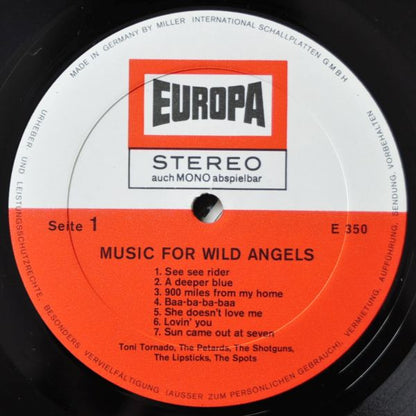 MADE IN GERMANY BY MILLER INTERNATIONAL SCHALLPLATTEN G M B H
EUROPA
STEREO
auch MONO abspielbar
Seite 1
E 350
MUSIC FOR WILD ANGELS
1. See see rider
2. A deeper blue
3. 900 miles from my home
4. Baa-ba-ba-baa
5. She doesn't love me
6. Lovin' you
7. Sun came out at seven
Toni Tornado, The Petards, The Shotguns,
The Lipsticks, The Spots
URHEBER UND LEISTUNGSSCHUTZRECHTE, BESONDERS VERVIELFÄLTIGUNG (AUSSER ZUM PERSÖNLICHEN GEBRAUCH), VERMIETUNG, AUFFÜHRUNG, SENDUNG VORBEHALTEN